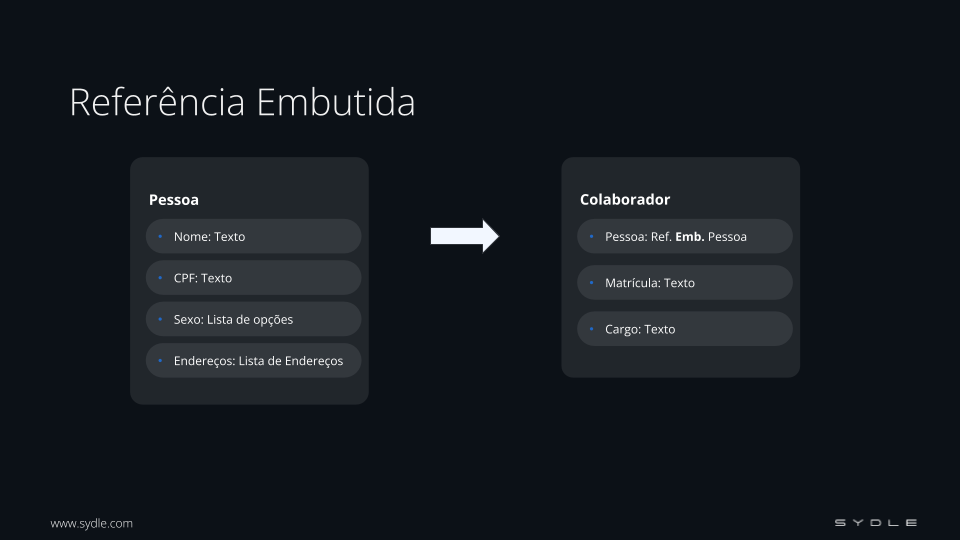 Referência Embutida
Pessoa
Nome: Texto
CPF: Texto
Sexo: Lista de opções
Endereços: Lista de Endereços
Colaborador
Pessoa: Ref. Emb. Pessoa
Matrícula: Texto
Cargo: Texto
www.sydle.com
SYDLE